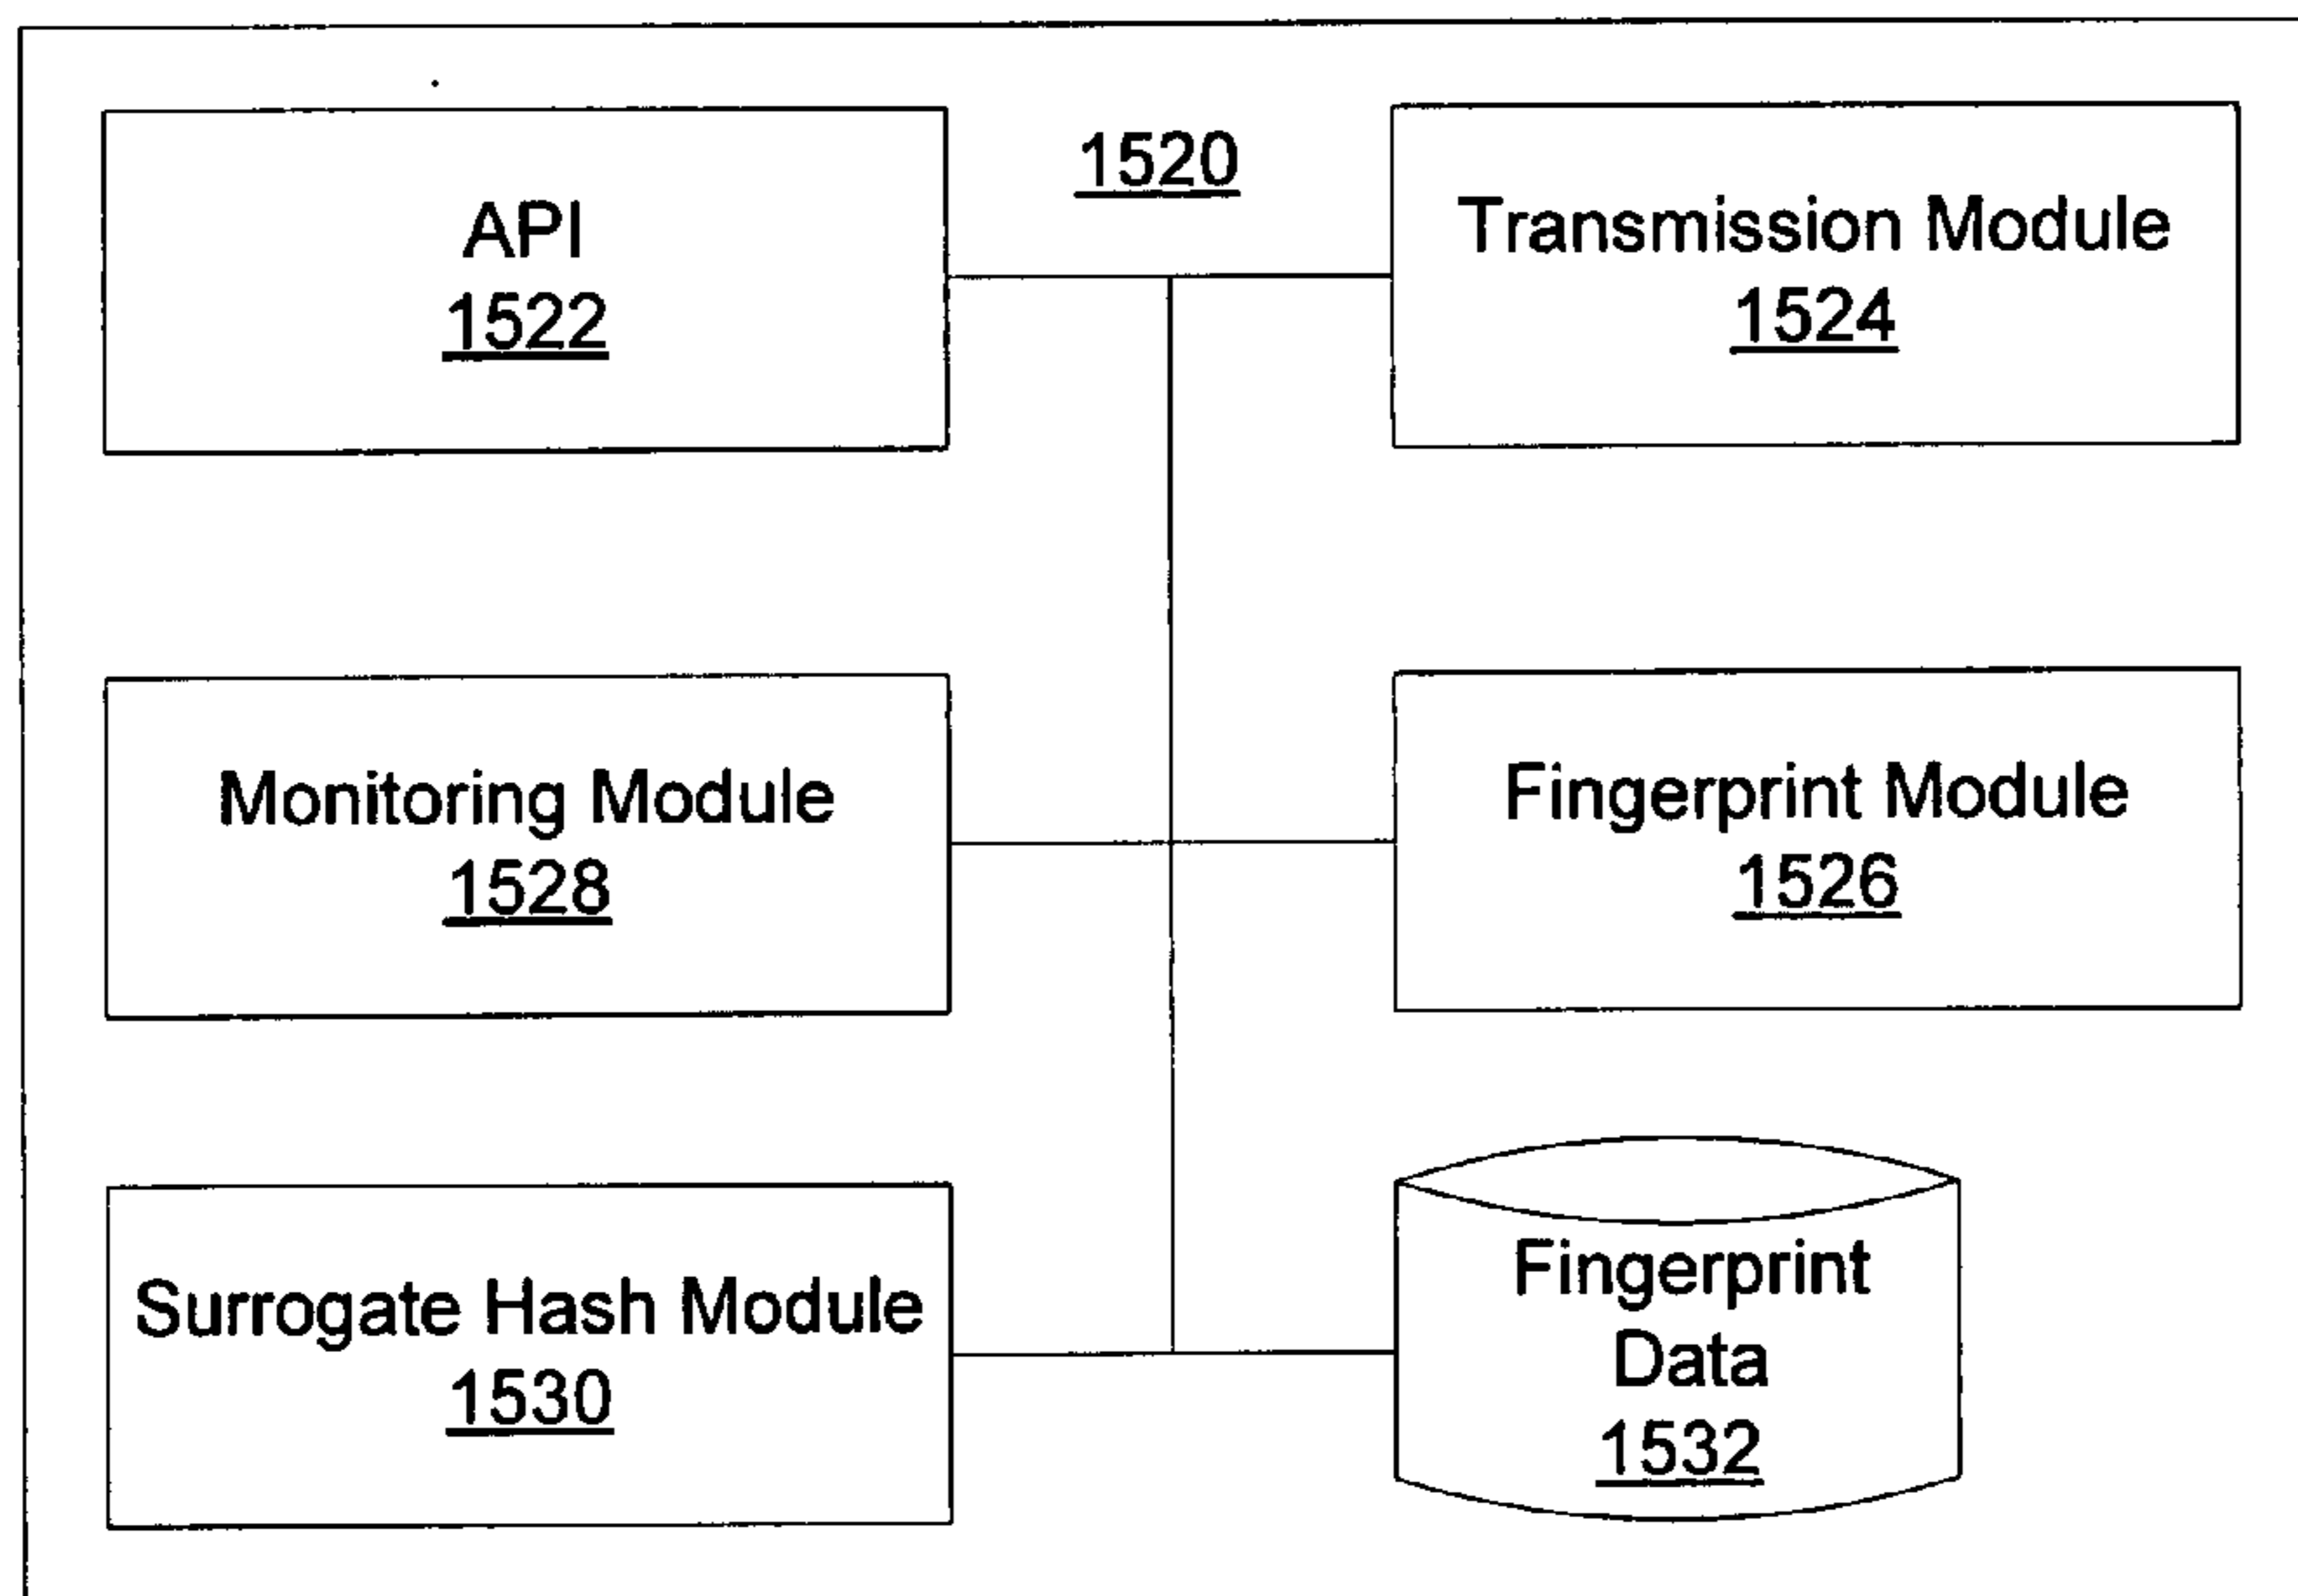 API
1522
1520
Transmission Module
1524
Monitoring Module
1528
Fingerprint Module
1526
Surrogate Hash Module
1530
Fingerprint
Data
1532